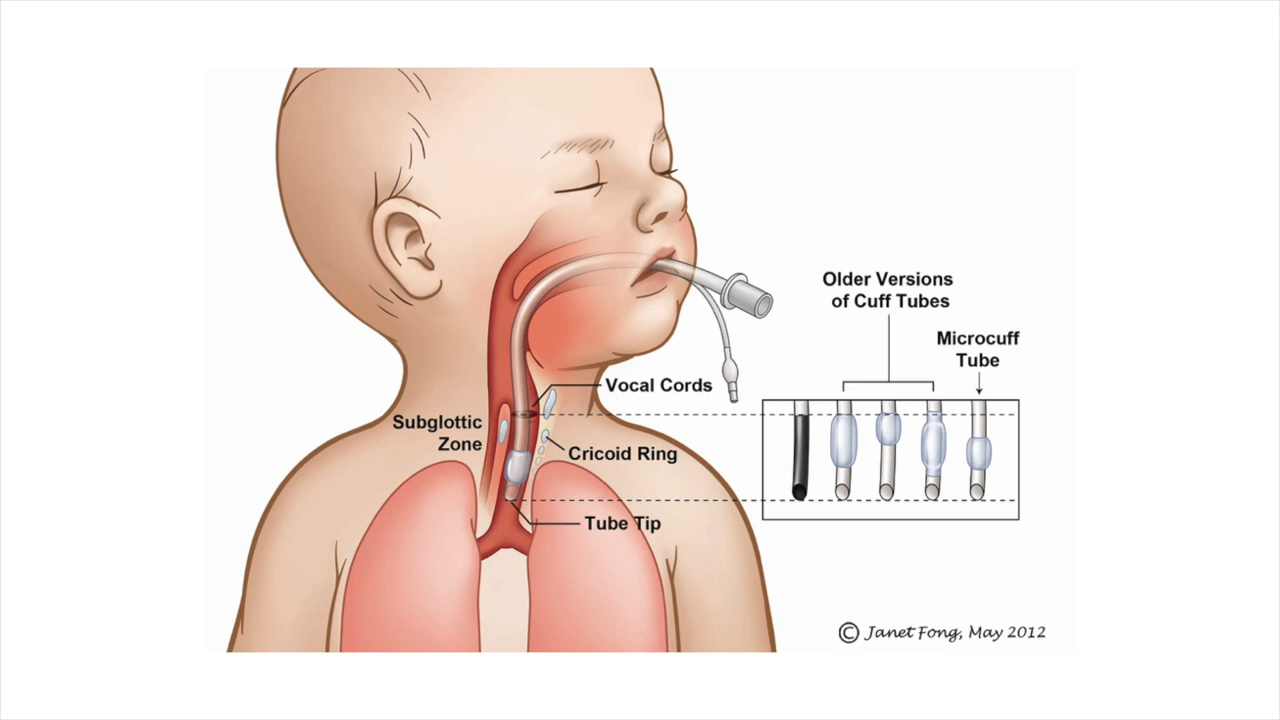 Older Versions
of Cuff Tubes
Microcuff
Tube
Vocal Cords
Subglottic
Zone
Cricoid Ring
Tube Tip
© Janet Fong, May 2012